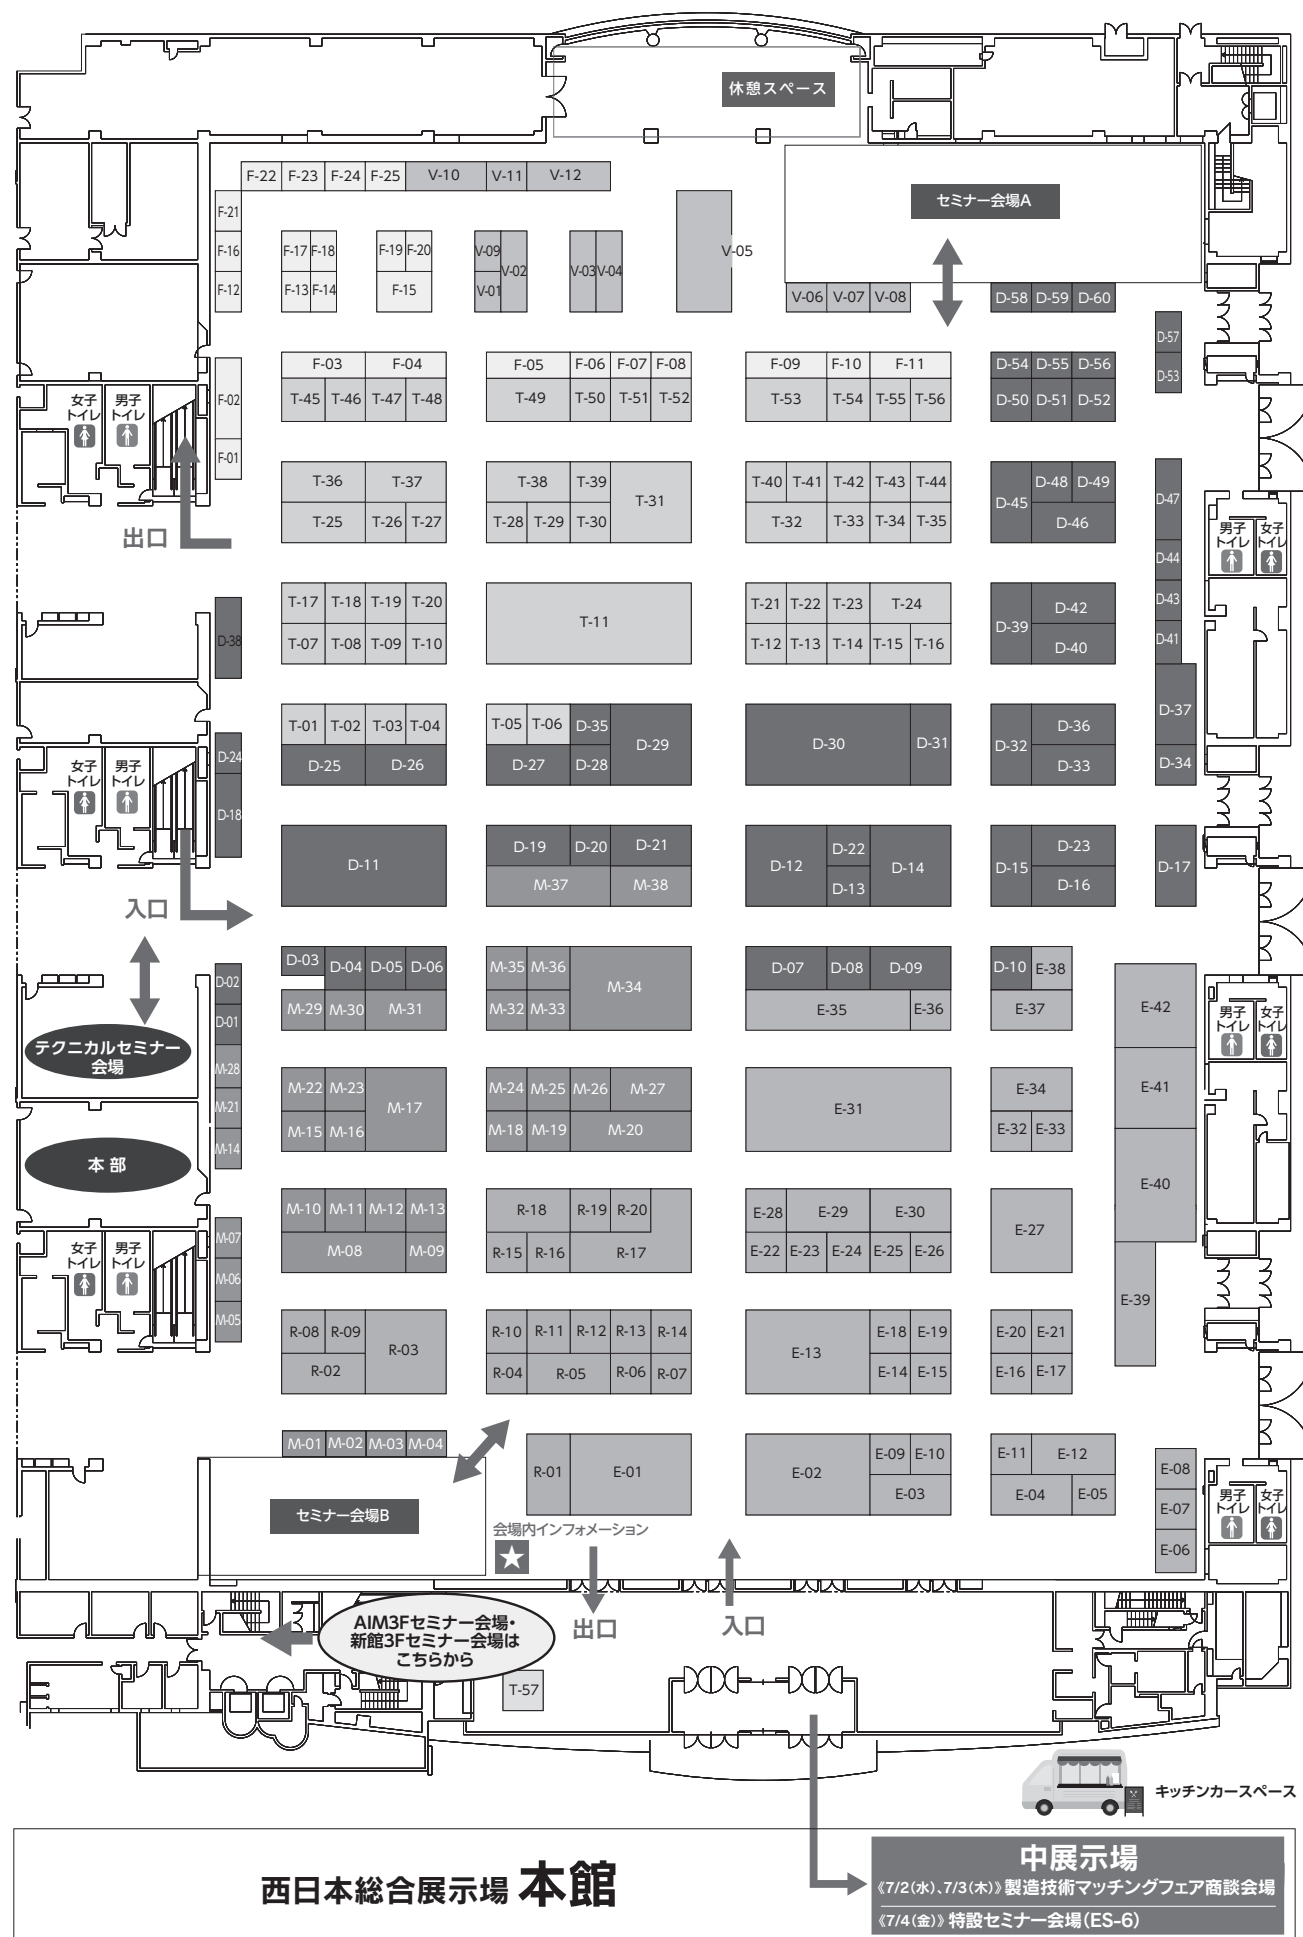 休憩スペース
F-22 F-23 F-24 F-25 V-10 V-11 V-12
セミナー会場A
F-21
F-16 F-17 F-18 F-19 F-20 V-09 V-02 V-03 V-04 V-05
F-12 F-13 F-14 F-15 V-01
V-06 V-07 V-08 D-58 D-59 D-60
D-57
F-03 F-04 F-05 F-06 F-07 F-08 F-09 F-10 F-11 D-54 D-55 D-56
D-53
女子
トイレ
男子
トイレ
F-02 T-45 T-46 T-47 T-48 T-49 T-50 T-51 T-52 T-53 T-54 T-55 T-56 D-50 D-51 D-52
F-01
T-36 T-37 T-38 T-39 T-31 T-40 T-41 T-42 T-43 T-44 D-45 D-48 D-49 D-47
T-25 T-26 T-27 T-28 T-29 T-30 T-32 T-33 T-34 T-35 D-46
出口
男子
トイレ
女子
トイレ
D-44
T-17 T-18 T-19 T-20 T-11 T-21 T-22 T-23 T-24 D-39 D-42 D-43
D-38 T-07 T-08 T-09 T-10 T-12 T-13 T-14 T-15 T-16 D-40 D-41
T-01 T-02 T-03 T-04 T-05 T-06 D-35 D-29 D-30 D-31 D-32 D-36 D-37
D-24 D-25 D-26 D-27 D-28 D-33 D-34
女子
トイレ
男子
トイレ
D-18
D-11 D-19 D-20 D-21 D-12 D-22 D-14 D-15 D-23 D-17
M-37 M-38 D-13 D-16
入口
D-03 D-04 D-05 D-06 M-35 M-36 M-34 D-07 D-08 D-09 D-10 E-38
D-02
D-01 M-29 M-30 M-31 M-32 M-33 E-35 E-36 E-37 E-42
男子
トイレ
女子
トイレ
テクニカルセミナー
会場
M-28
M-22 M-23 M-17 M-24 M-25 M-26 M-27 E-31 E-34 E-41
M-21
M-15 M-16 M-18 M-19 M-20 E-32 E-33
M-14
本部
E-40
M-10 M-11 M-12 M-13 R-18 R-19 R-20 E-28 E-29 E-30 E-27
M-07 M-08 M-09 R-15 R-16 R-17 E-22 E-23 E-24 E-25 E-26
女子
トイレ
男子
トイレ
M-06
M-05
E-39
R-08 R-09 R-03 R-10 R-11 R-12 R-13 R-14 E-13 E-18 E-19 E-20 E-21
R-02 R-04 R-05 R-06 R-07 E-14 E-15 E-16 E-17
M-01 M-02 M-03 M-04
R-01 E-01 E-02 E-09 E-10 E-11 E-12 E-08
E-03 E-04 E-05 E-07
E-06
男子
トイレ
女子
トイレ
セミナー会場B
会場内インフォメーション
出口
入口
AIM3Fセミナー会場・
新館3Fセミナー会場は
こちらから
T-57
キッチンカースペース
西日本総合展示場 本館
中展示場
《7/2(水)、7/3(木)》製造技術マッチングフェア商談会場
《7/4(金)》特設セミナー会場(ES-6)